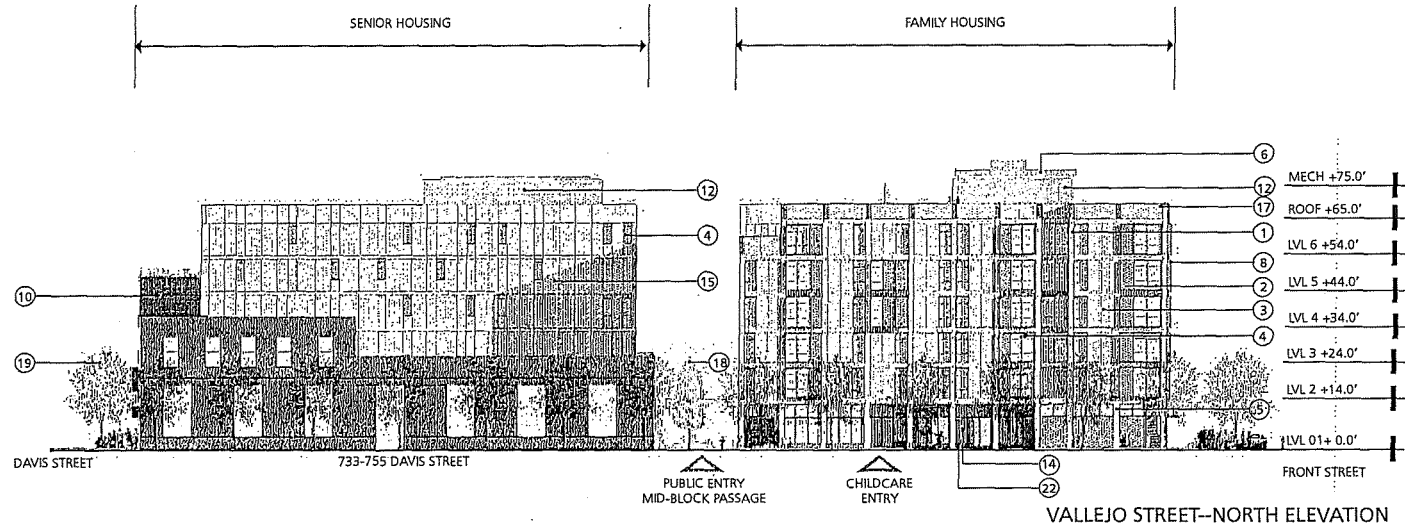 SENIOR HOUSING
FAMILY HOUSING
6
12
12
17
4
1
8
15
2
10
3
4
19
18
5
MECH +75.0'
ROOF +65.0'
LVL 6 +54.0'
LVL 5 +44.0'
LVL 4 +34.0'
LVL 3 +24.0'
LVL 2 +14.0'
LVL 01+ 0.0'
DAVIS STREET
733-755 DAVIS STREET
PUBLIC ENTRY
MID-BLOCK PASSAGE
CHILDCARE
ENTRY
14
22
FRONT STREET
VALLEJO STREET--NORTH ELEVATION